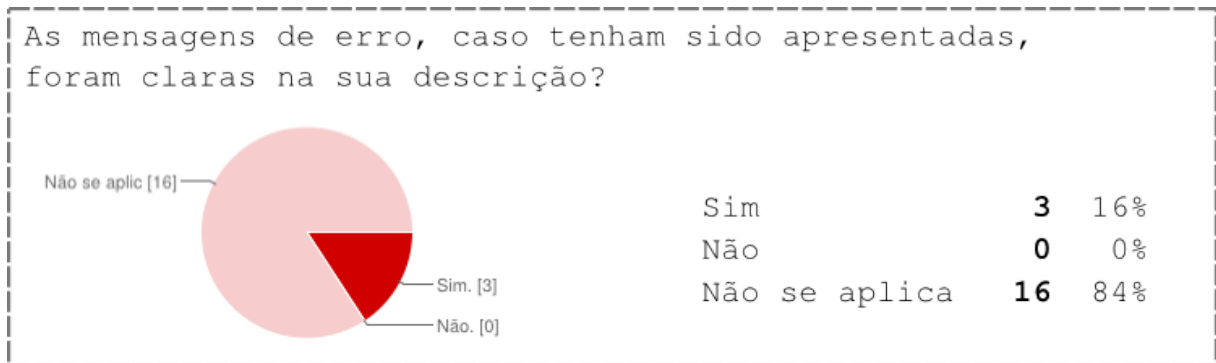 As mensagens de erro, caso tenham sido apresentadas,
foram claras na sua descrição?
Não se aplic [16]
Sim. [3]
Não. [0]
Sim 3 16%
Não 0 0%
Não se aplica 16 84%